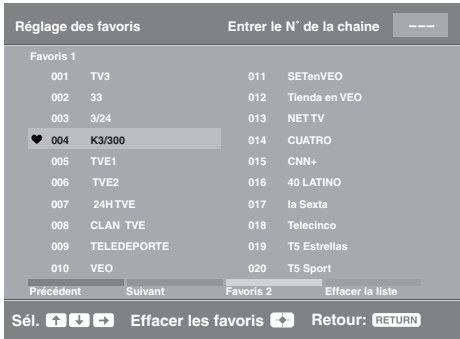 Réglage des favoris Entrer le N° de la chaine ---
Favoris 1
001 TV3 011 SETenVEO
002 33 012 Tienda en VEO
003 3/24 013 NET TV
♥ 004 K3/300 014 CUATRO
005 TVE1 015 CNN+
006 TVE2 016 40 LATINO
007 24H TVE 017 la Sexta
008 CLAN TVE 018 Telecinco
009 TELEDEPORTE 019 T5 Estrellas
010 VEO 020 T5 Sport
Précédent Suivant Favoris 2 Effacer la liste
Sél. ↑ ↓ → Effacer les favoris Retour: RETURN